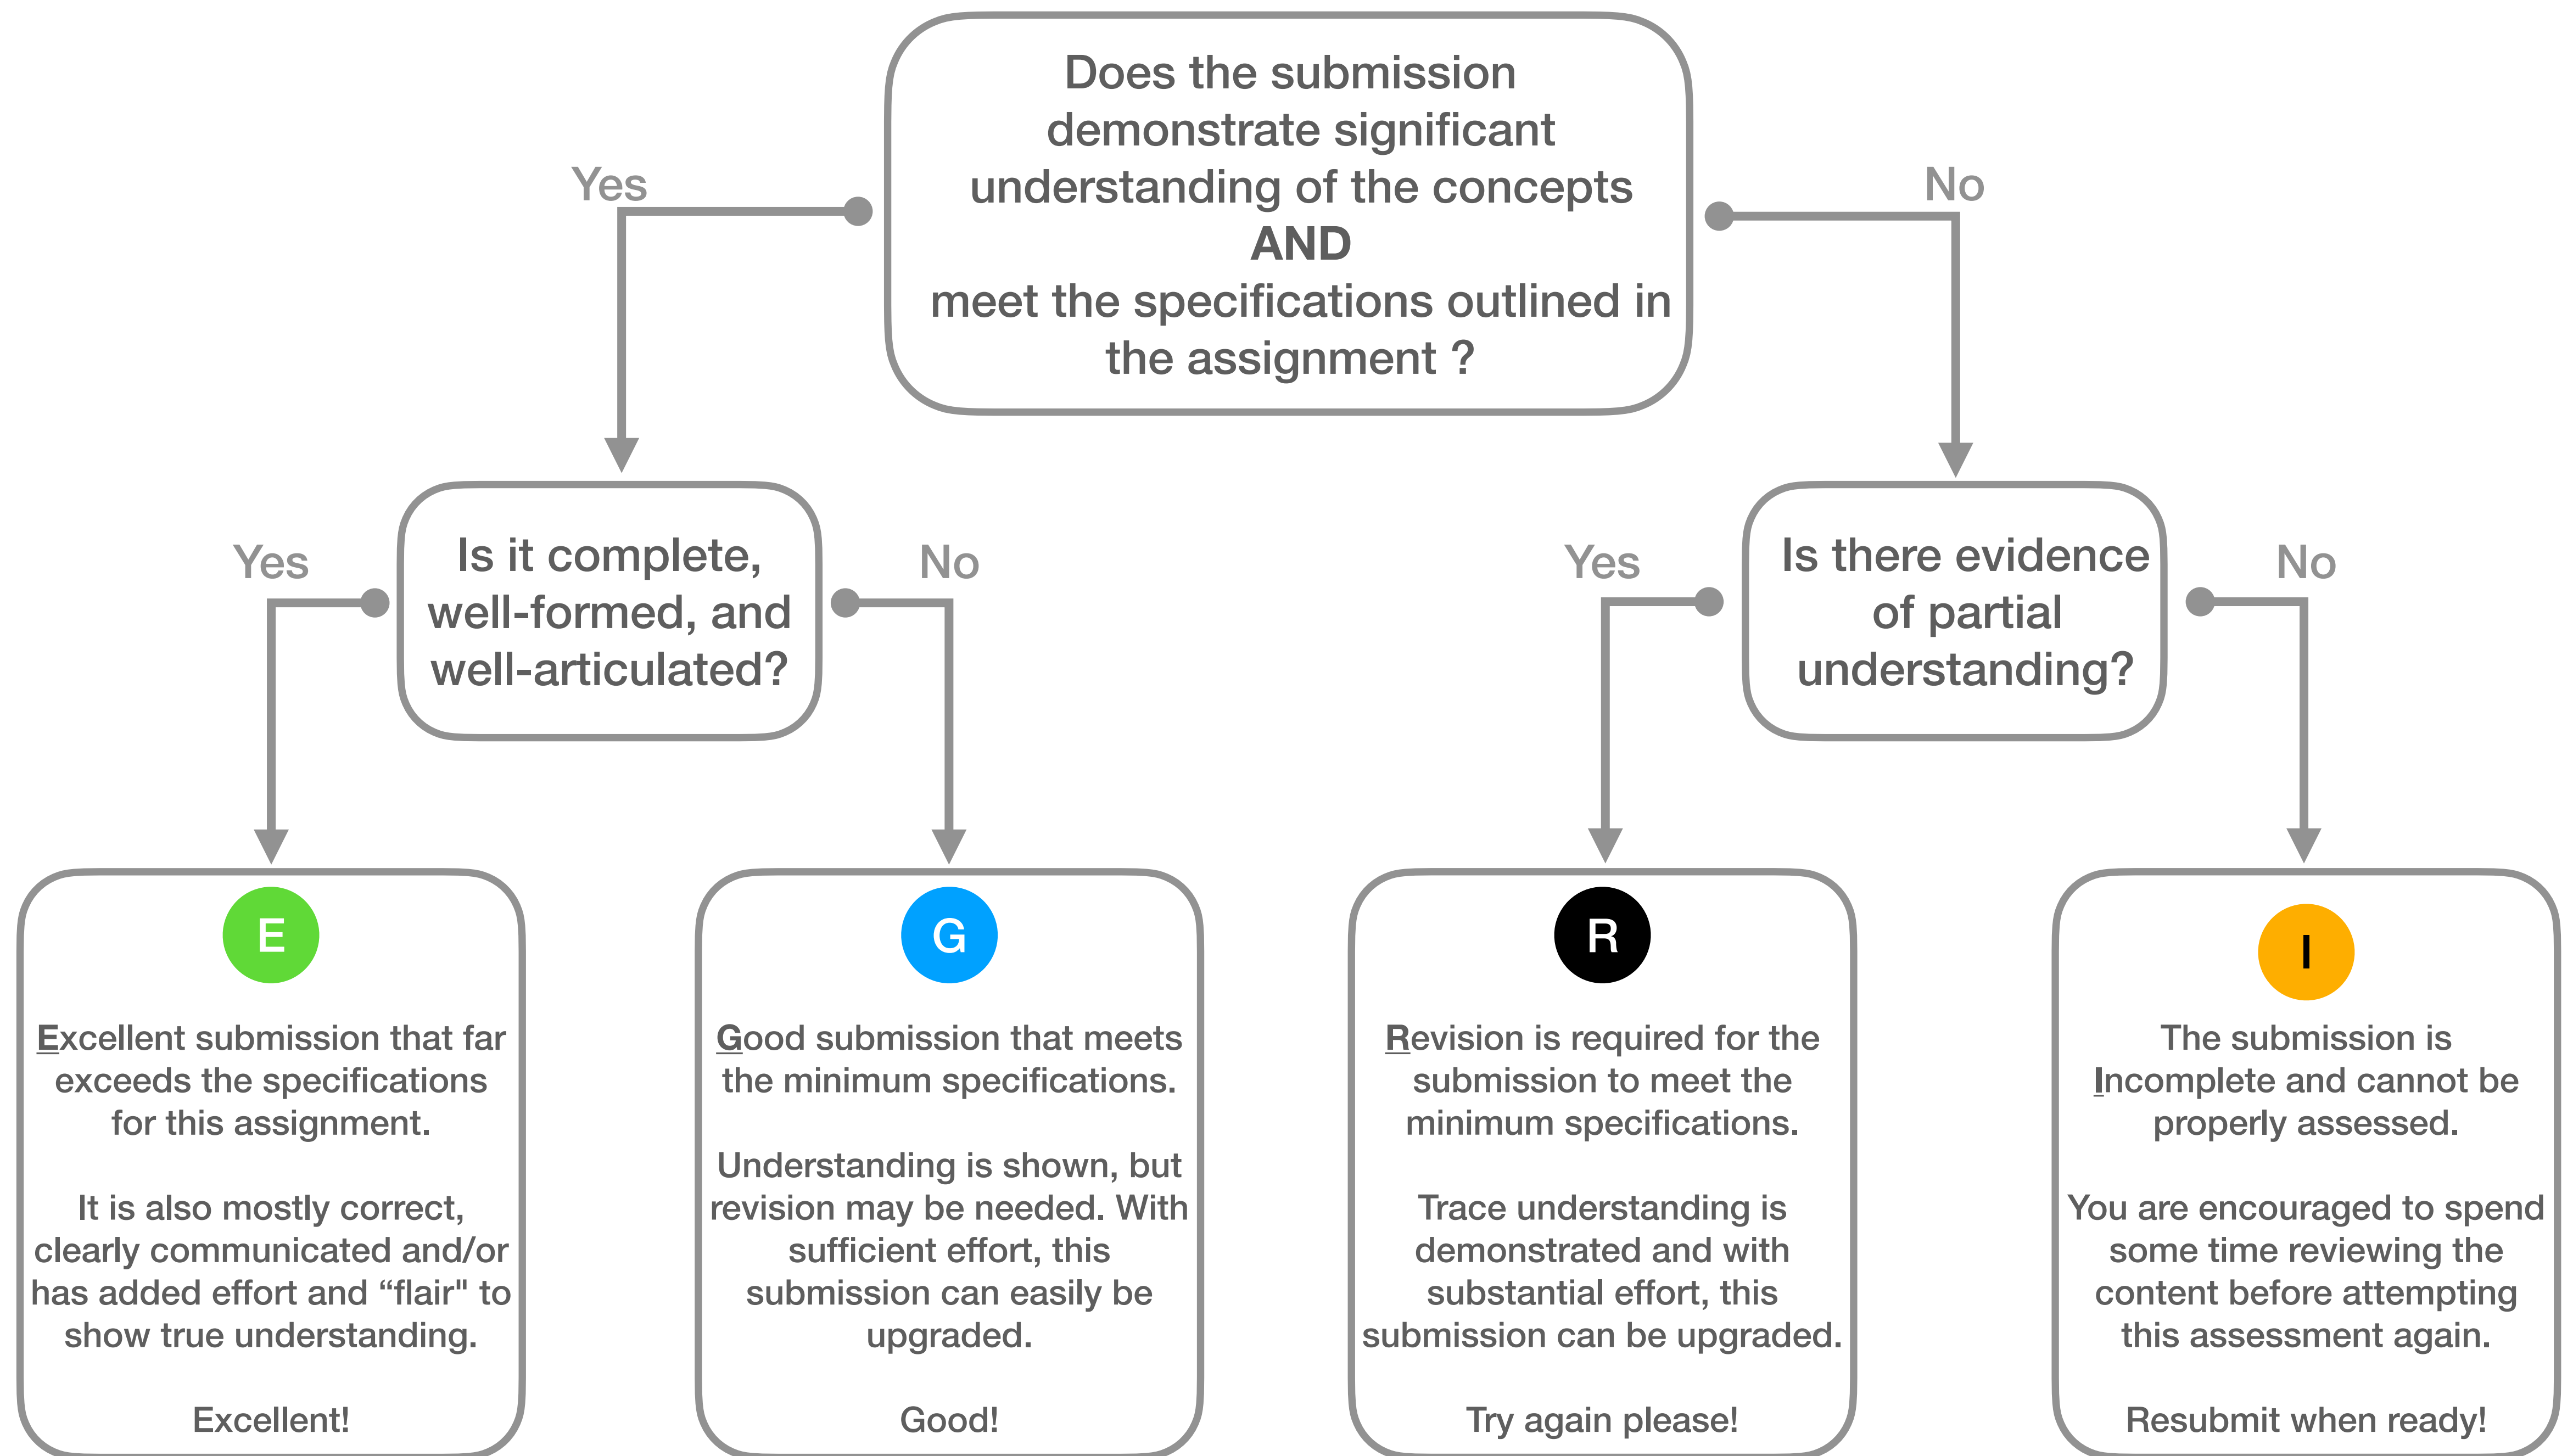 Does the submission
demonstrate significant
understanding of the concepts
AND
meet the specifications outlined in
the assignment ?
Yes
No
Is it complete,
well-formed, and
well-articulated?
Yes
No
Is there evidence
of partial
understanding?
Yes
No
E
Excellent submission that far
exceeds the specifications
for this assignment.
It is also mostly correct,
clearly communicated and/or
has added effort and “flair" to
show true understanding.
Excellent!
G
Good submission that meets
the minimum specifications.
Understanding is shown, but
revision may be needed. With
sufficient effort, this
submission can easily be
upgraded.
Good!
R
Revision is required for the
submission to meet the
minimum specifications.
Trace understanding is
demonstrated and with
substantial effort, this
submission can be upgraded.
Try again please!
I
The submission is
Incomplete and cannot be
properly assessed.
You are encouraged to spend
some time reviewing the
content before attempting
this assessment again.
Resubmit when ready!